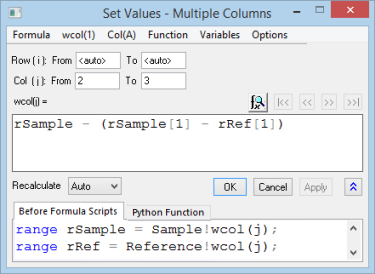 Set Values - Multiple Columns
Formula wcol(1) Col(A) Function Variables Options
Row ( i ): From <auto> To <auto>
Col ( j ): From 2 To 3
wcol(j) =
rSample - (rSample[1] - rRef[1])
Recalculate Auto OK Cancel Apply
Before Formula Scripts Python Function
range rSample = Sample!wcol(j);
range rRef = Reference!wcol(j);